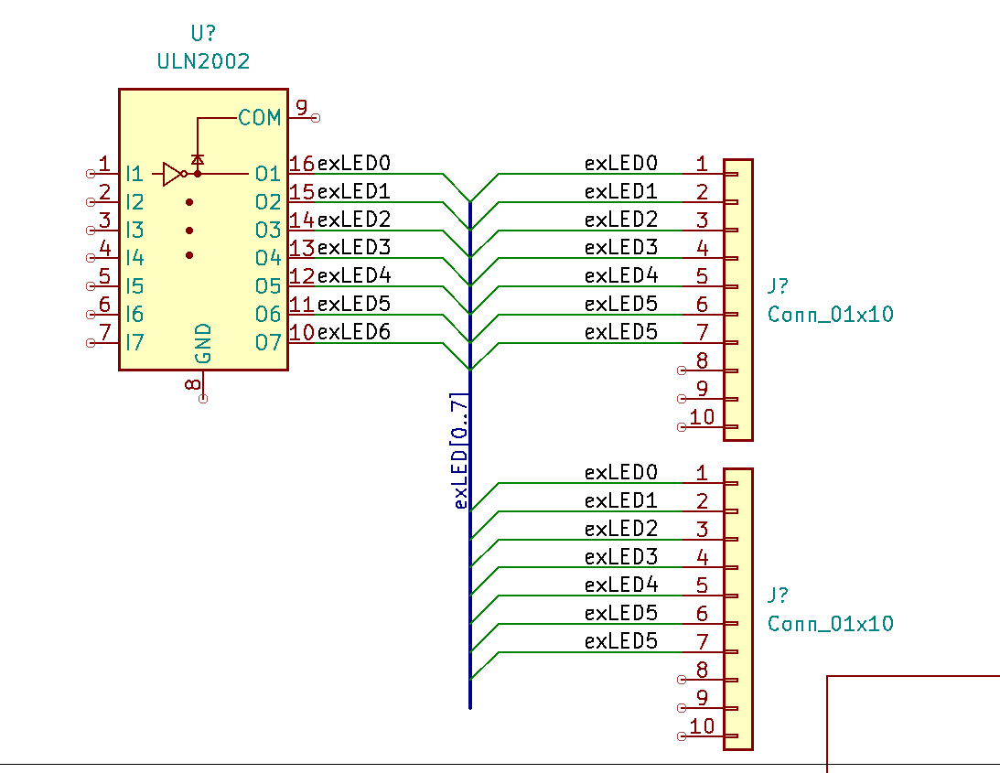 U?
ULN2002
COM 9
1 I1 O1 16 exLED0
2 I2 O2 15 exLED1
3 I3 O3 14 exLED2
4 I4 O4 13 exLED3
5 I5 O5 12 exLED4
6 I6 O6 11 exLED5
7 I7 O7 10 exLED6
GND
8
exLED[0..7]
exLED0 1
exLED1 2
exLED2 3
exLED3 4
exLED4 5
exLED5 6
exLED5 7
8
9
10
J?
Conn_01x10
exLED0 1
exLED1 2
exLED2 3
exLED3 4
exLED4 5
exLED5 6
exLED5 7
8
9
10
J?
Conn_01x10